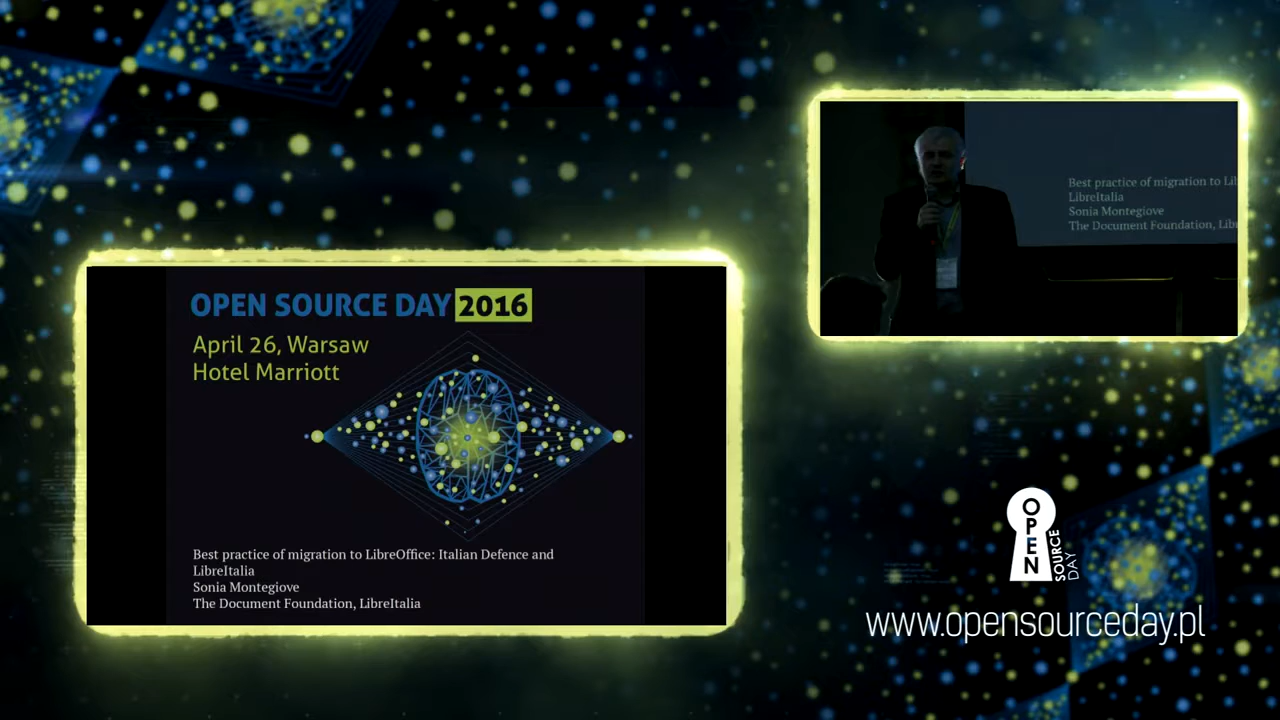 OPEN SOURCE DAY 2016
April 26, Warsaw
Hotel Marriott
Best practice of migration to LibreOffice: Italian Defence and
LibreItalia
Sonia Montegiove
The Document Foundation, LibreItalia
Best practice of migration to Lib
LibreItalia
Sonia Montegiove
The Document Foundation, Libr
OPEN
SOURCE
DAY
www.opensourceday.pl